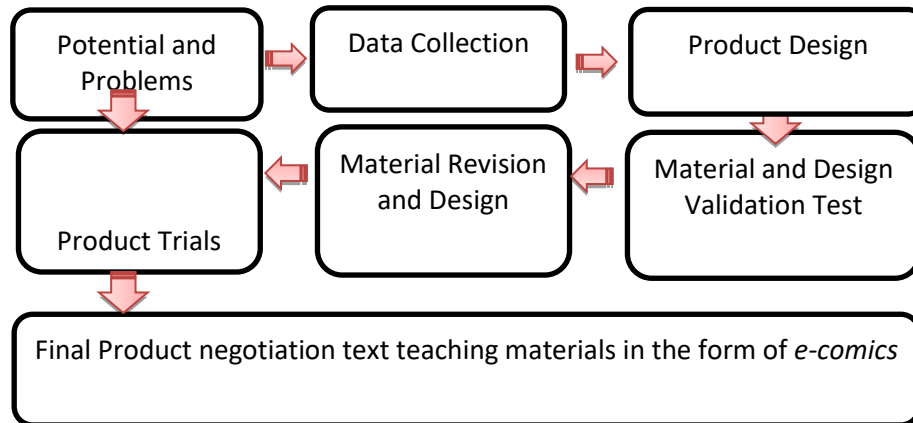 Potential and
Problems
Data Collection
Product Design
Product Trials
Material Revision
and Design
Material and Design
Validation Test
Final Product negotiation text teaching materials in the form of e-comics